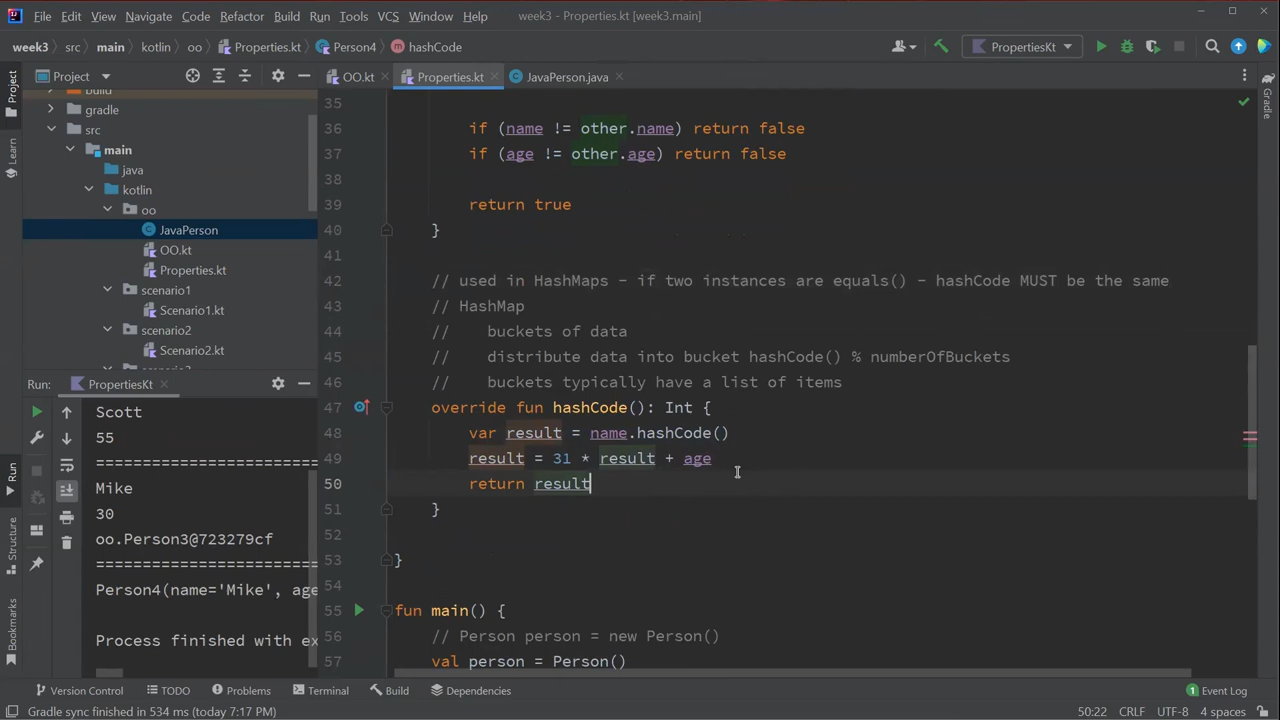 File Edit View Navigate Code Refactor Build Run Tools VCS Window Help week3 - Properties.kt [week3.main]
week3 src main kotlin oo Properties.kt Person4 hashCode PropertiesKt
Project
OO.kt Properties.kt JavaPerson.java
build
gradle
src
main
java
kotlin
oo
JavaPerson
OO.kt
Properties.kt
scenario1
Scenario1.kt
scenario2
Scenario2.kt
Project
Learn
Structure
Bookmarks
Gradle
35
36 if (name != other.name) return false
37 if (age != other.age) return false
38
39 return true
40 }
41
42 // used in HashMaps - if two instances are equals() - hashCode MUST be the same
43 // HashMap
44 // buckets of data
45 // distribute data into bucket hashCode() % numberOfBuckets
46 // buckets typically have a list of items
47 override fun hashCode(): Int {
48 var result = name.hashCode()
49 result = 31 * result + age
50 return result
51 }
52
53 }
54
55 fun main() {
56 // Person person = new Person()
57 val person = Person()
Run: PropertiesKt
Run
Scott
55
Mike
30
oo.Person3@723279cf
============================
Person4(name='Mike', age
Process finished with ex
Version Control TODO Problems Terminal Build Dependencies 1 Event Log
Gradle sync finished in 534 ms (today 7:17 PM) 50:22 CRLF UTF-8 4 spaces